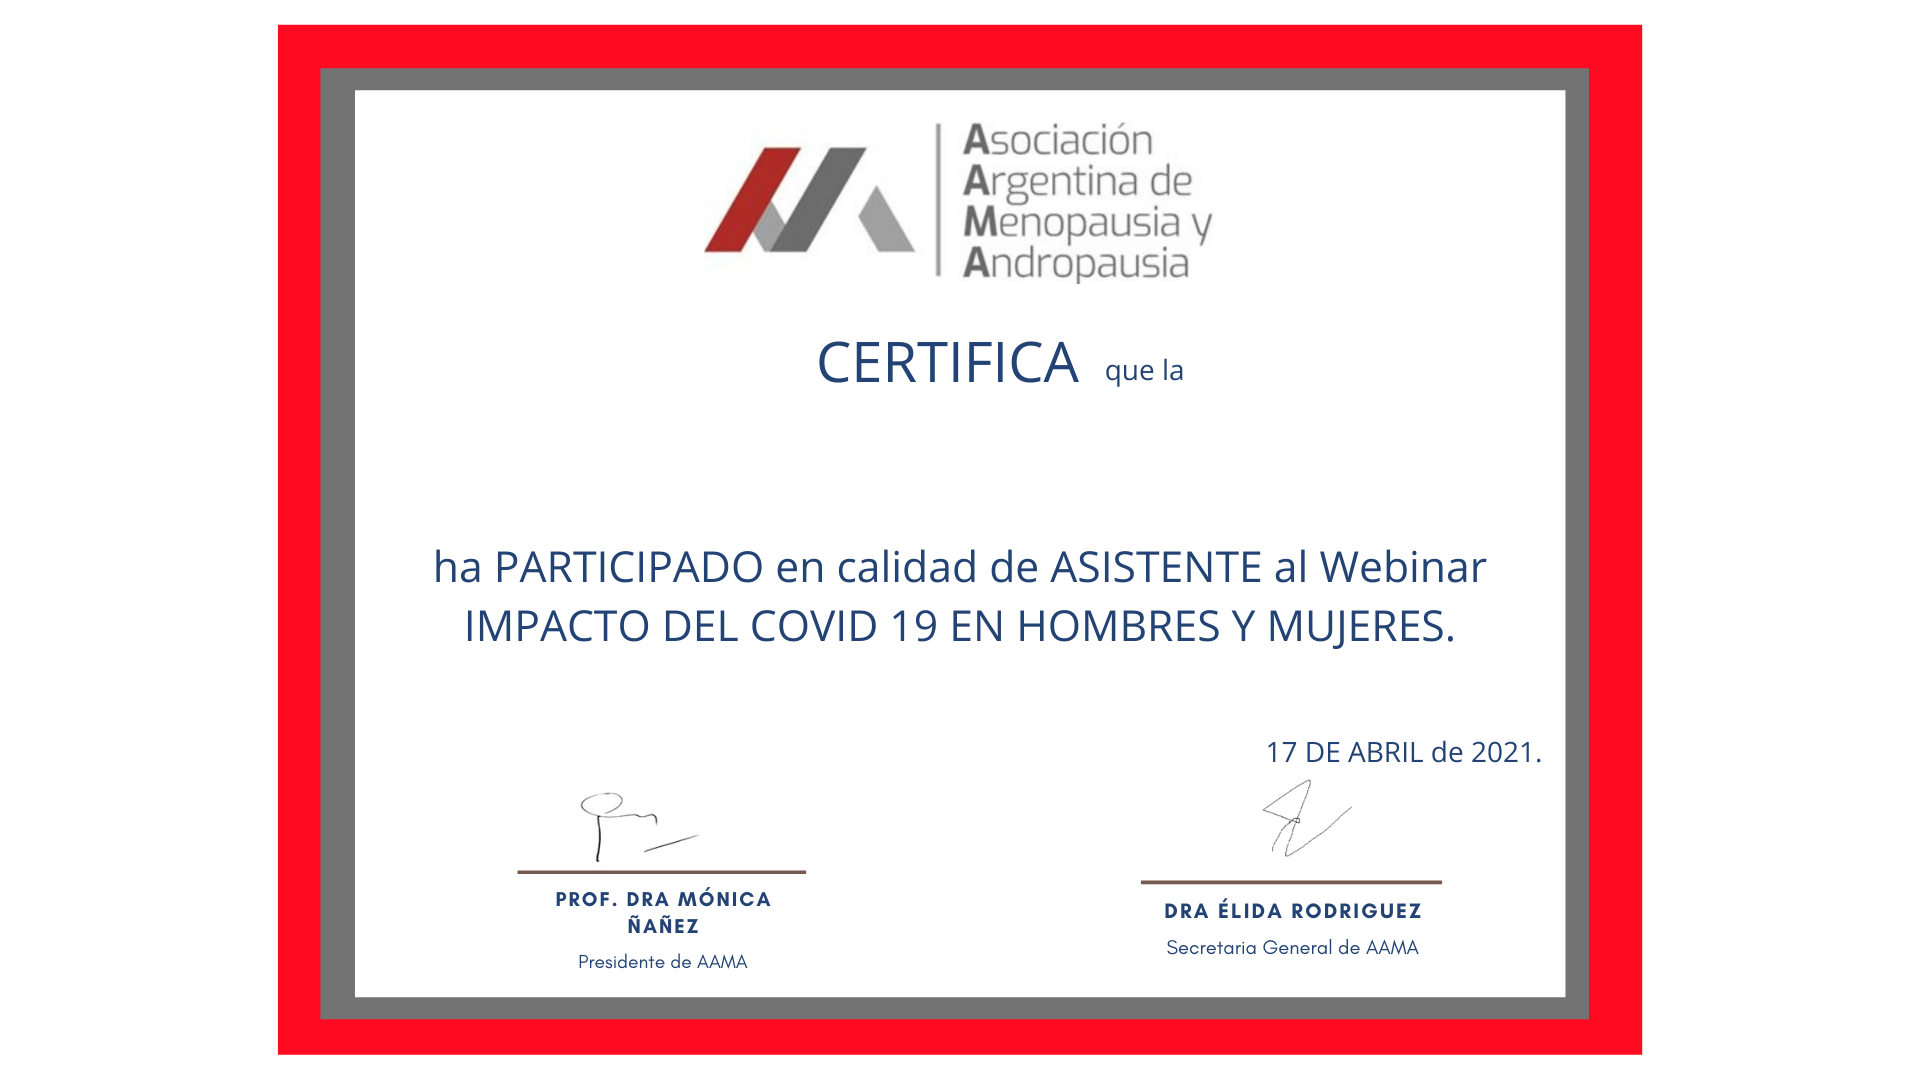 Asociación
Argentina de
Menopausia y
Andropausia
CERTIFICA que la
ha PARTICIPADO en calidad de ASISTENTE al Webinar
IMPACTO DEL COVID 19 EN HOMBRES Y MUJERES.
17 DE ABRIL de 2021.
PROF. DRA MÓNICA
ÑAÑEZ
Presidente de AAMA
DRA ÉLIDA RODRIGUEZ
Secretaria General de AAMA